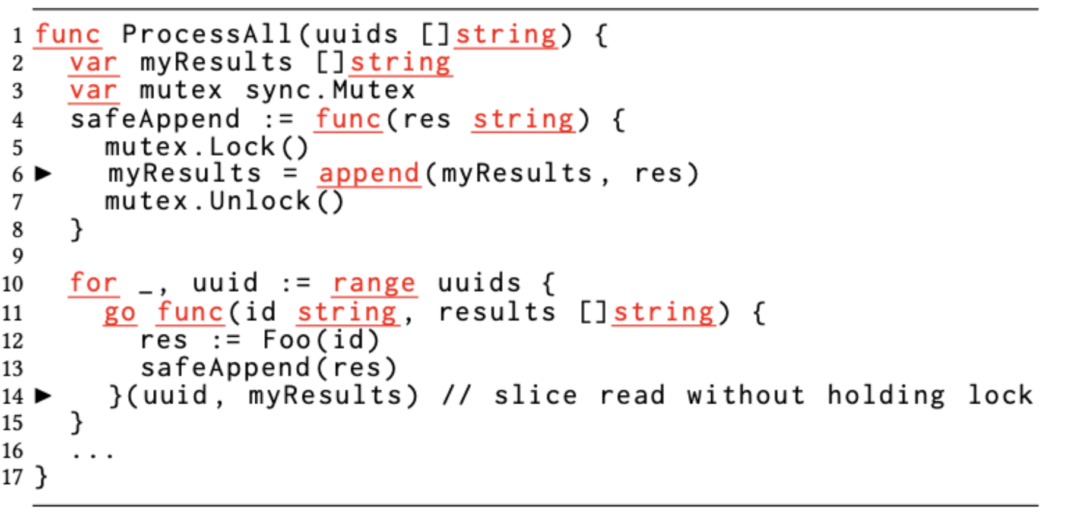 1 func ProcessAll(uuids []string) {
2   var myResults []string
3   var mutex sync.Mutex
4   safeAppend := func(res string) {
5     mutex.Lock()
6 ►   myResults = append(myResults, res)
7     mutex.Unlock()
8   }
9
10   for _, uuid := range uuids {
11     go func(id string, results []string) {
12       res := Foo(id)
13       safeAppend(res)
14 ►   }(uuid, myResults) // slice read without holding lock
15   }
16   ...
17 }